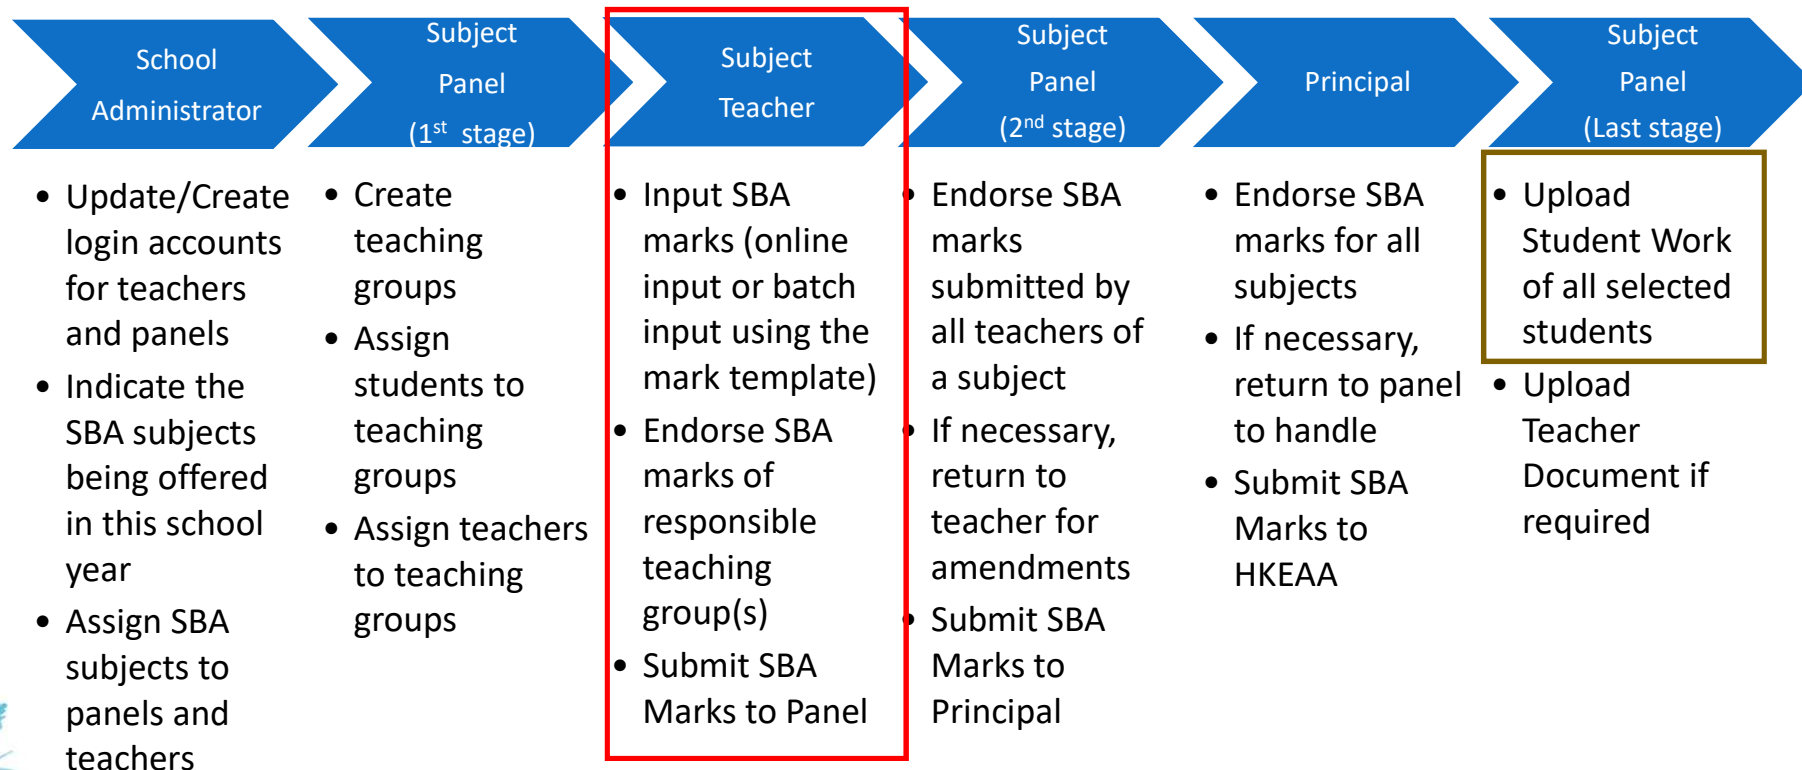 School
Administrator
Subject
Panel
(1st stage)
Subject
Teacher
Subject
Panel
(2nd stage)
Principal
Subject
Panel
(Last stage)
• Update/Create
login accounts
for teachers
and panels
• Indicate the
SBA subjects
being offered
in this school
year
• Assign SBA
subjects to
panels and
teachers
• Create
teaching
groups
• Assign
students to
teaching
groups
• Assign teachers
to teaching
groups
• Input SBA
marks (online
input or batch
input using the
mark template)
• Endorse SBA
marks of
responsible
teaching
group(s)
• Submit SBA
Marks to Panel
• Endorse SBA
marks
submitted by
all teachers of
a subject
• If necessary,
return to
teacher for
amendments
• Submit SBA
Marks to
Principal
• Endorse SBA
marks for all
subjects
• If necessary,
return to panel
to handle
• Submit SBA
Marks to
HKEAA
• Upload
Student Work
of all selected
students
• Upload
Teacher
Document if
required